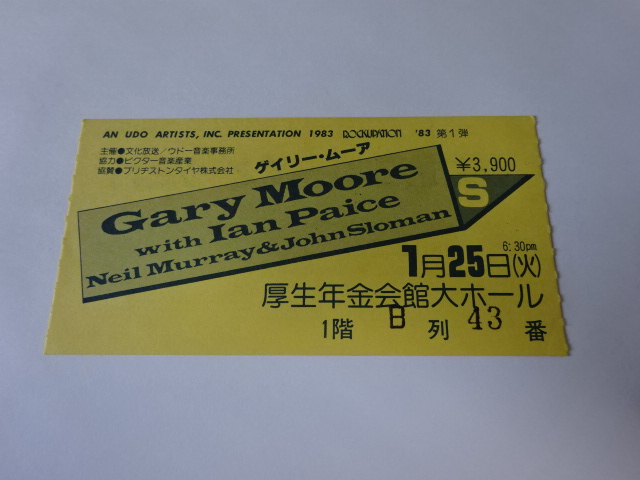 AN UDO ARTISTS, INC. PRESENTATION 1983 ROCKUPATION '83 第1弾
主催●文化放送/ウドー音楽事務所
協力●ビクター音楽産業
協賛●ブリヂストンタイヤ株式会社
ゲイリー・ムーア
¥3,900
Gary Moore
S
with Ian Paice
Neil Murray & John Sloman
6:30pm
1月25日(火)
厚生年金会館大ホール
1階 B 列 43 番